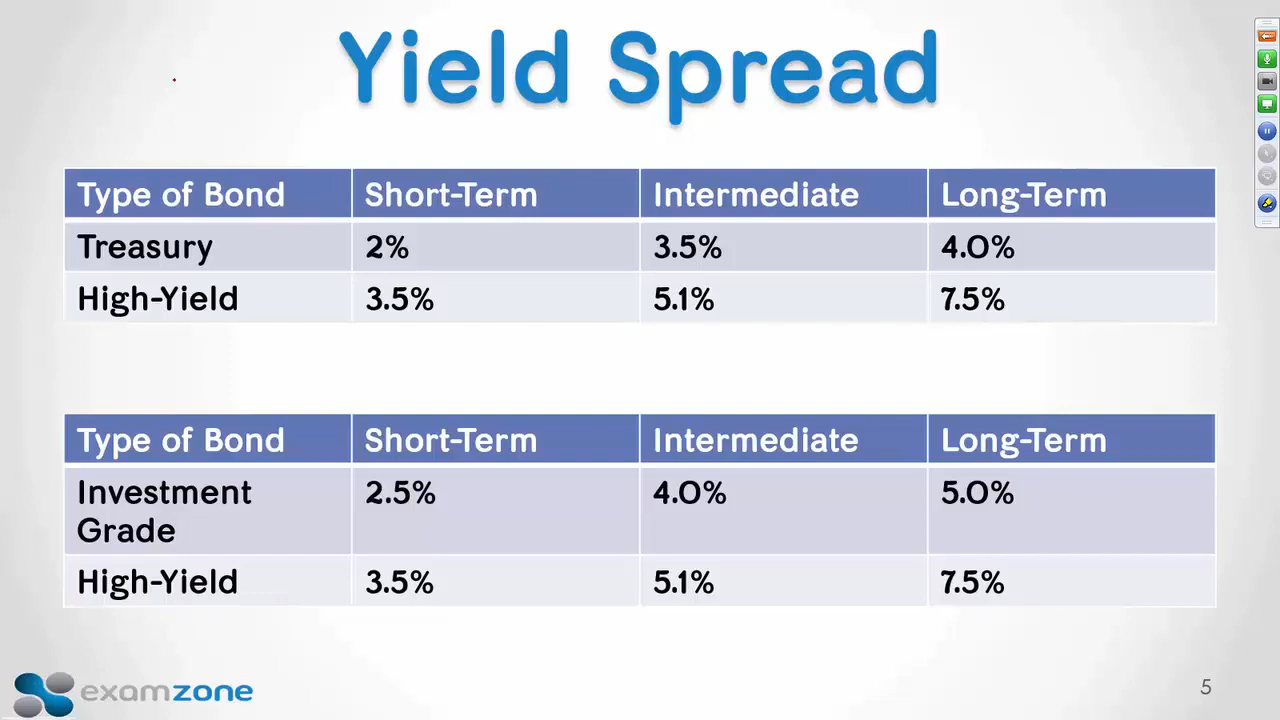 Yield Spread
Type of Bond Short-Term Intermediate Long-Term
Treasury 2% 3.5% 4.0%
High-Yield 3.5% 5.1% 7.5%
Type of Bond Short-Term Intermediate Long-Term
Investment 2.5% 4.0% 5.0%
Grade
High-Yield 3.5% 5.1% 7.5%
examzone 5